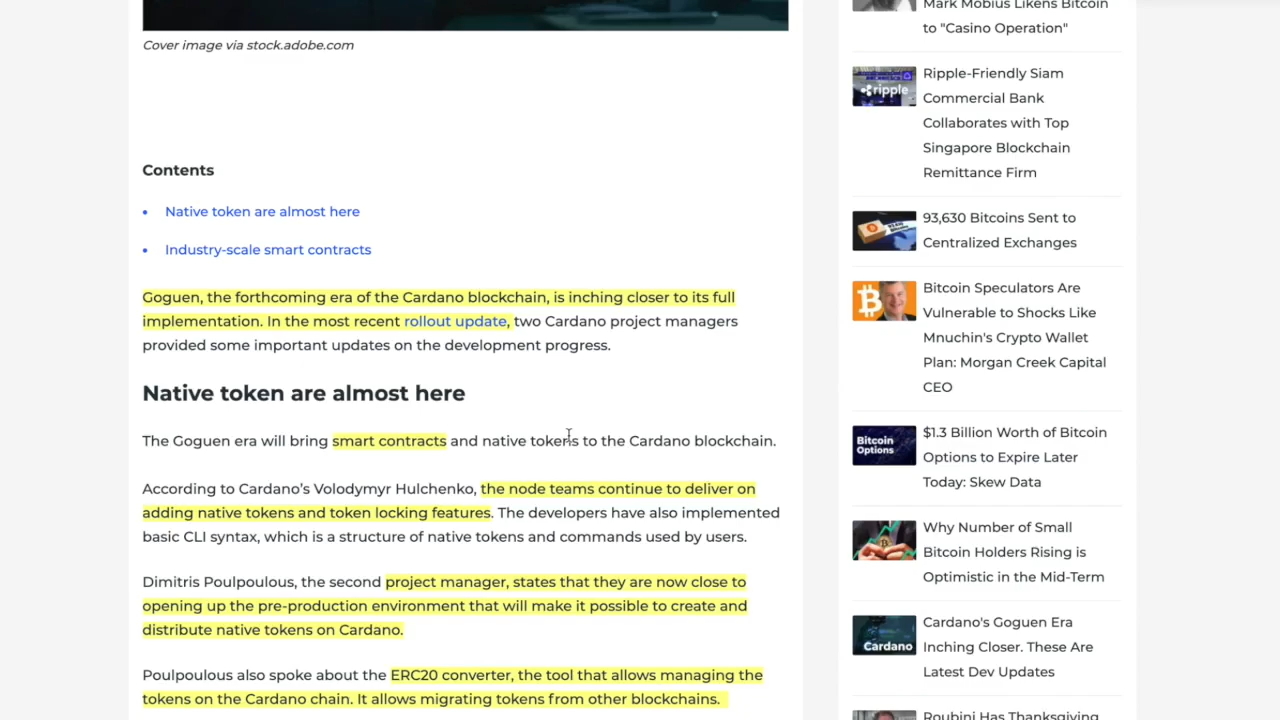 Cover image via stock.adobe.com
Contents
• Native token are almost here
• Industry-scale smart contracts
Goguen, the forthcoming era of the Cardano blockchain, is inching closer to its full
implementation. In the most recent rollout update, two Cardano project managers
provided some important updates on the development progress.
Native token are almost here
The Goguen era will bring smart contracts and native tokens to the Cardano blockchain.
According to Cardano’s Volodymyr Hulchenko, the node teams continue to deliver on
adding native tokens and token locking features. The developers have also implemented
basic CLI syntax, which is a structure of native tokens and commands used by users.
Dimitris Poulpoulous, the second project manager, states that they are now close to
opening up the pre-production environment that will make it possible to create and
distribute native tokens on Cardano.
Poulpoulous also spoke about the ERC20 converter, the tool that allows managing the
tokens on the Cardano chain. It allows migrating tokens from other blockchains.
Mark Mobius Likens Bitcoin
to "Casino Operation"
ripple
Ripple-Friendly Siam
Commercial Bank
Collaborates with Top
Singapore Blockchain
Remittance Firm
93,630 Bitcoins Sent to
Centralized Exchanges
Bitcoin Speculators Are
Vulnerable to Shocks Like
Mnuchin's Crypto Wallet
Plan: Morgan Creek Capital
CEO
Bitcoin
Options
$1.3 Billion Worth of Bitcoin
Options to Expire Later
Today: Skew Data
Why Number of Small
Bitcoin Holders Rising is
Optimistic in the Mid-Term
Cardano
Cardano's Goguen Era
Inching Closer. These Are
Latest Dev Updates
Roubini Has Thanksgiving